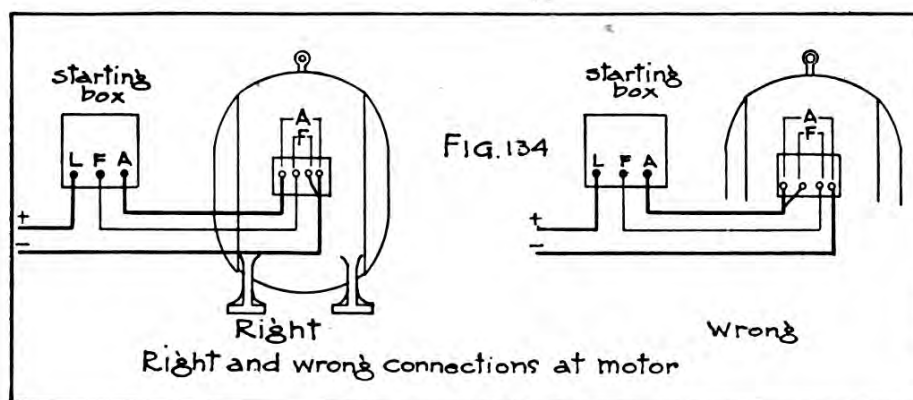 starting
box
L F A
A
F
+
−
Right
FIG. 134
starting
box
L F A
A
F
+
−
Wrong
Right and wrong connections at motor